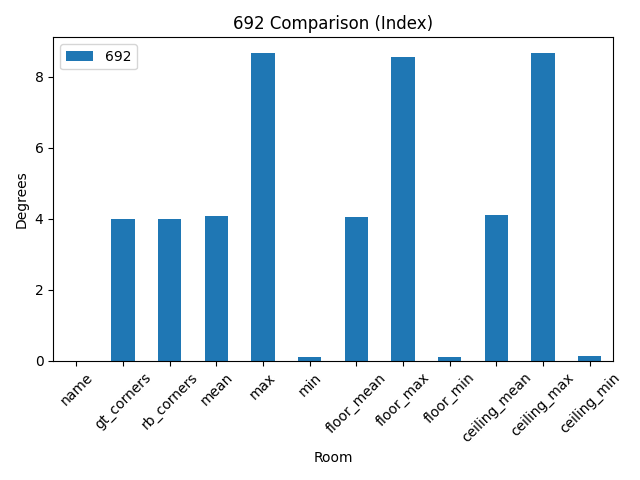 692 Comparison (Index)
692
Degrees
8
6
4
2
0
name
gt_corners
rb_corners
mean
max
min
floor_mean
floor_max
floor_min
ceiling_mean
ceiling_max
ceiling_min
Room